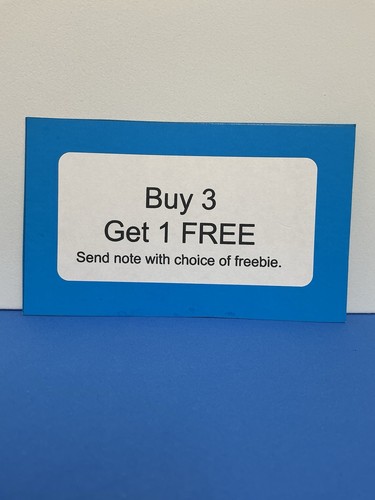 Buy 3
Get 1 FREE
Send note with choice of freebie.